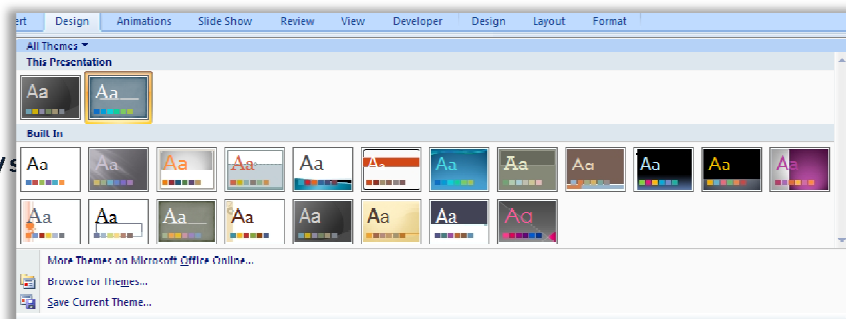 ert Design Animations Slide Show Review View Developer Design Layout Format
All Themes
This Presentation
Aa Aa
Built In
Aa Aa Aa Aa Aa Aa Aa Aa Aa Aa Aa Aa
Aa Aa Aa Aa Aa Aa Aa Aa
More Themes on Microsoft Office Online...
Browse for Themes...
Save Current Theme...